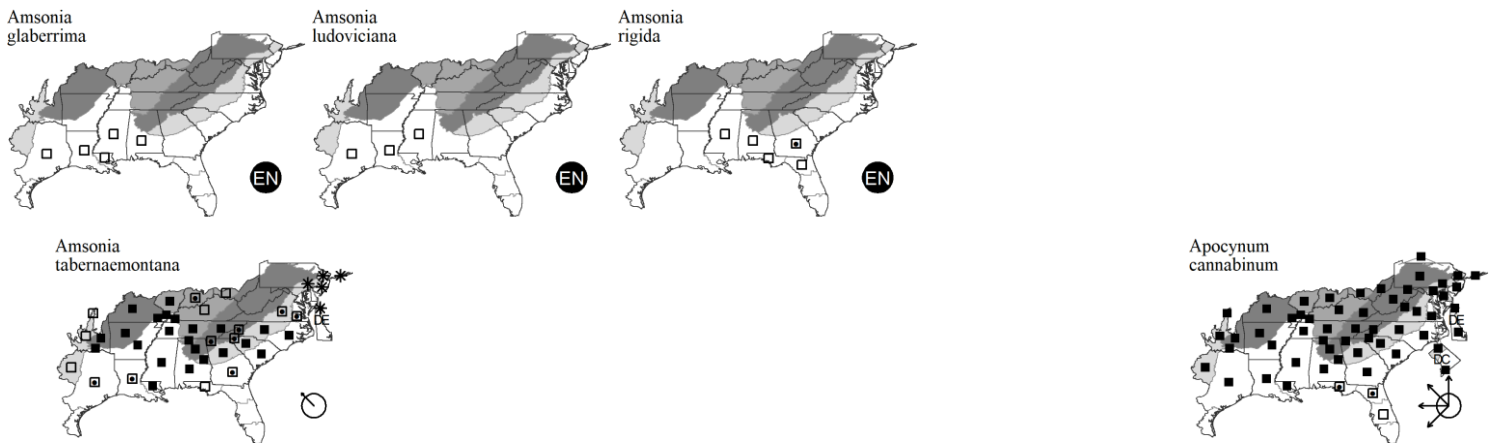 Amsonia
glaberrima
Amsonia
ludoviciana
Amsonia
rigida
EN
EN
EN
Amsonia
tabernaemontana
DE
Apocynum
cannabinum
DE
DC